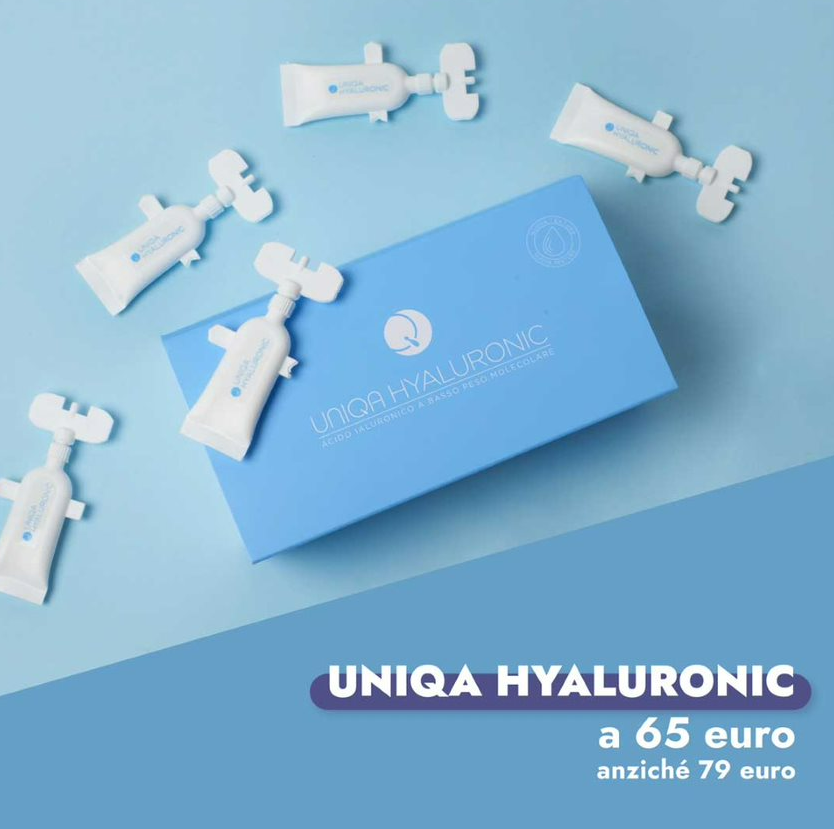 UNIQA
HYALURONIC
UNIQA
HYALURONIC
UNIQA
HYALURONIC
UNIQA
HYALURONIC
UNIQA
HYALURONIC
UNIQA HYALURONIC
ACIDO IALURONICO A BASSO PESO MOLECOLARE
UNIQA HYALURONIC
a 65 euro
anziché 79 euro